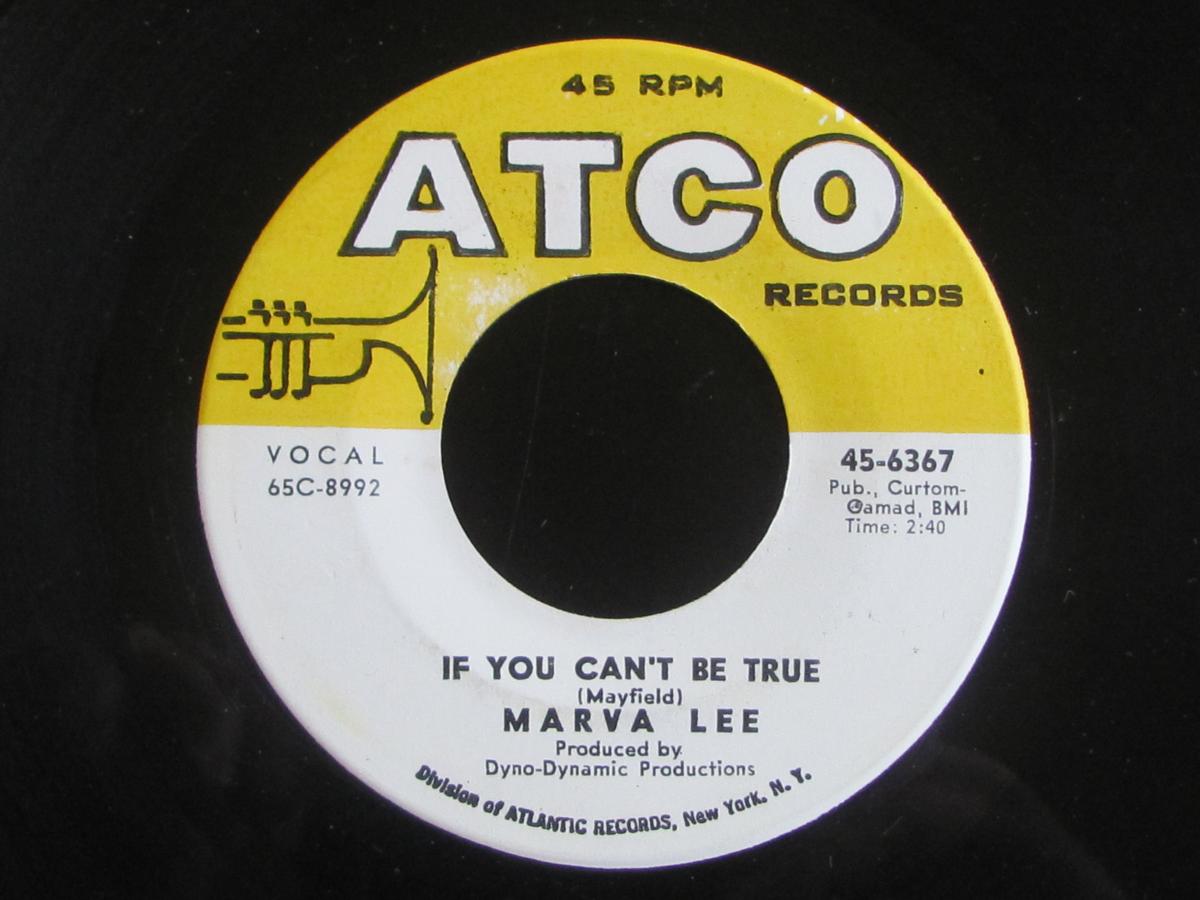 45 RPM
ATCO
RECORDS
VOCAL
65C-8992
45-6367
Pub., Curtom-
Camad, BMI
Time: 2:40
IF YOU CAN'T BE TRUE
(Mayfield)
MARVA LEE
Produced by
Dyno-Dynamic Productions
Division of ATLANTIC RECORDS, New York, N. Y.